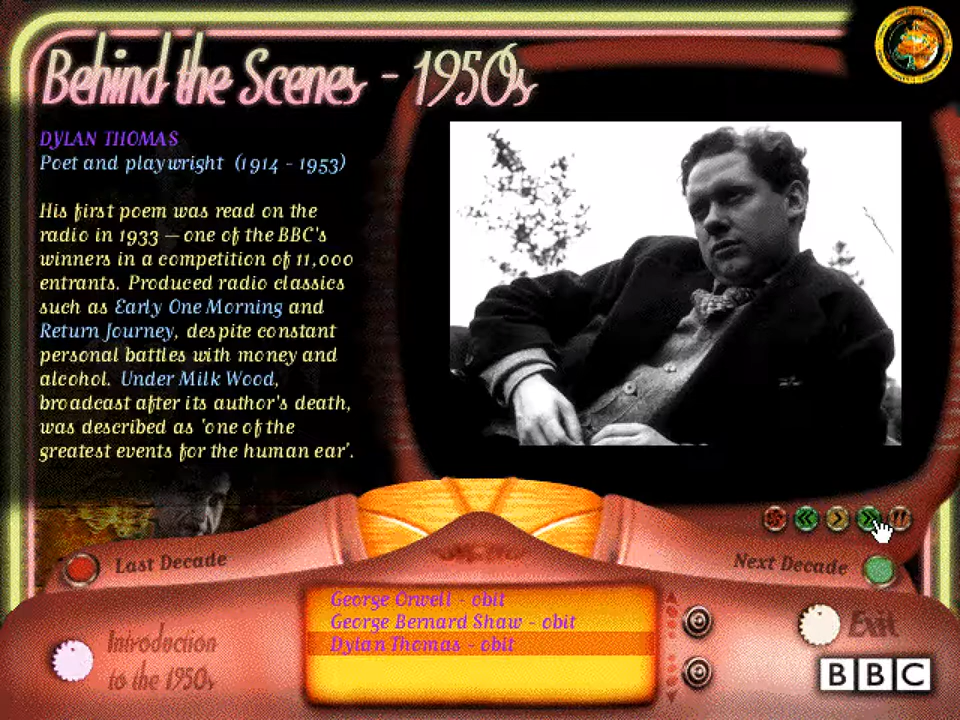 Behind the Scenes - 1950s
DYLAN THOMAS
Poet and playwright (1914 - 1953)
His first poem was read on the
radio in 1933 — one of the BBC's
winners in a competition of 11,000
entrants. Produced radio classics
such as Early One Morning and
Return Journey, despite constant
personal battles with money and
alcohol. Under Milk Wood,
broadcast after its author's death,
was described as 'one of the
greatest events for the human ear'.
Last Decade
Next Decade
George Orwell - obit
George Bernard Shaw - obit
Dylan Thomas - obit
Introduction
to the 1950s
Exit
BBC